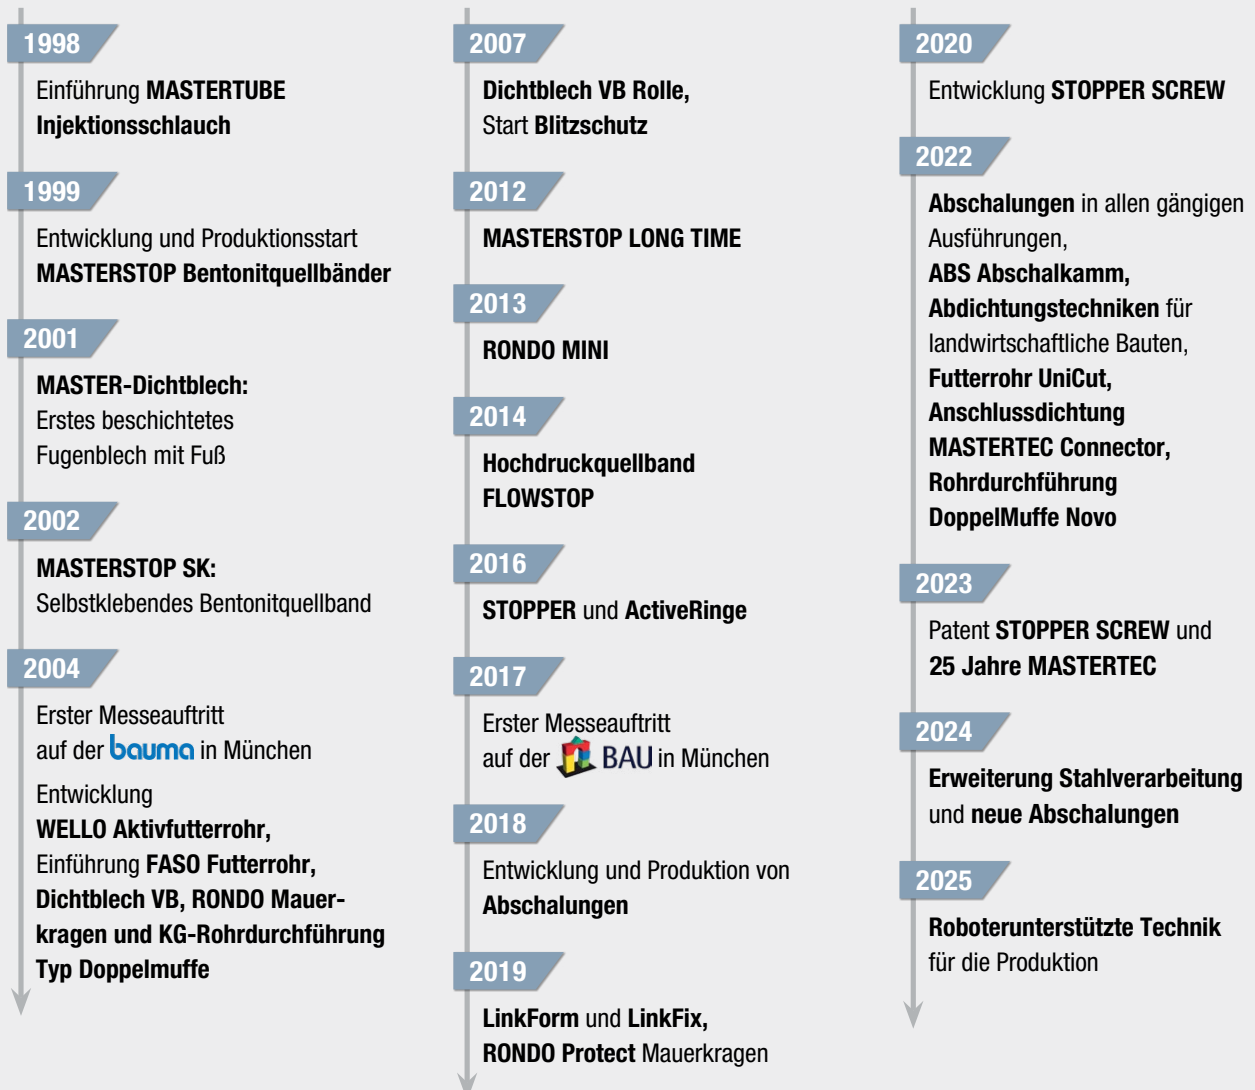 1998
Einführung MASTERTUBE
Injektionsschlauch
1999
Entwicklung und Produktionsstart
MASTERSTOP Bentonitquellbänder
2001
MASTER-Dichtblech:
Erstes beschichtetes
Fugenblech mit Fuß
2002
MASTERSTOP SK:
Selbstklebendes Bentonitquellband
2004
Erster Messeauftritt
auf der bauma in München
Entwicklung
WELLO Aktivfutterrohr,
Einführung FASO Futterrohr,
Dichtblech VB, RONDO Mauer-
kragen und KG-Rohrdurchführung
Typ Doppelmuffe
2007
Dichtblech VB Rolle,
Start Blitzschutz
2012
MASTERSTOP LONG TIME
2013
RONDO MINI
2014
Hochdruckquellband
FLOWSTOP
2016
STOPPER und ActiveRinge
2017
Erster Messeauftritt
auf der BAU in München
2018
Entwicklung und Produktion von
Abschalungen
2019
LinkForm und LinkFix,
RONDO Protect Mauerkragen
2020
Entwicklung STOPPER SCREW
2022
Abschalungen in allen gängigen
Ausführungen,
ABS Abschalkamm,
Abdichtungstechniken für
landwirtschaftliche Bauten,
Futterrohr UniCut,
Anschlussdichtung
MASTERTEC Connector,
Rohrdurchführung
DoppelMuffe Novo
2023
Patent STOPPER SCREW und
25 Jahre MASTERTEC
2024
Erweiterung Stahlverarbeitung
und neue Abschalungen
2025
Roboterunterstützte Technik
für die Produktion